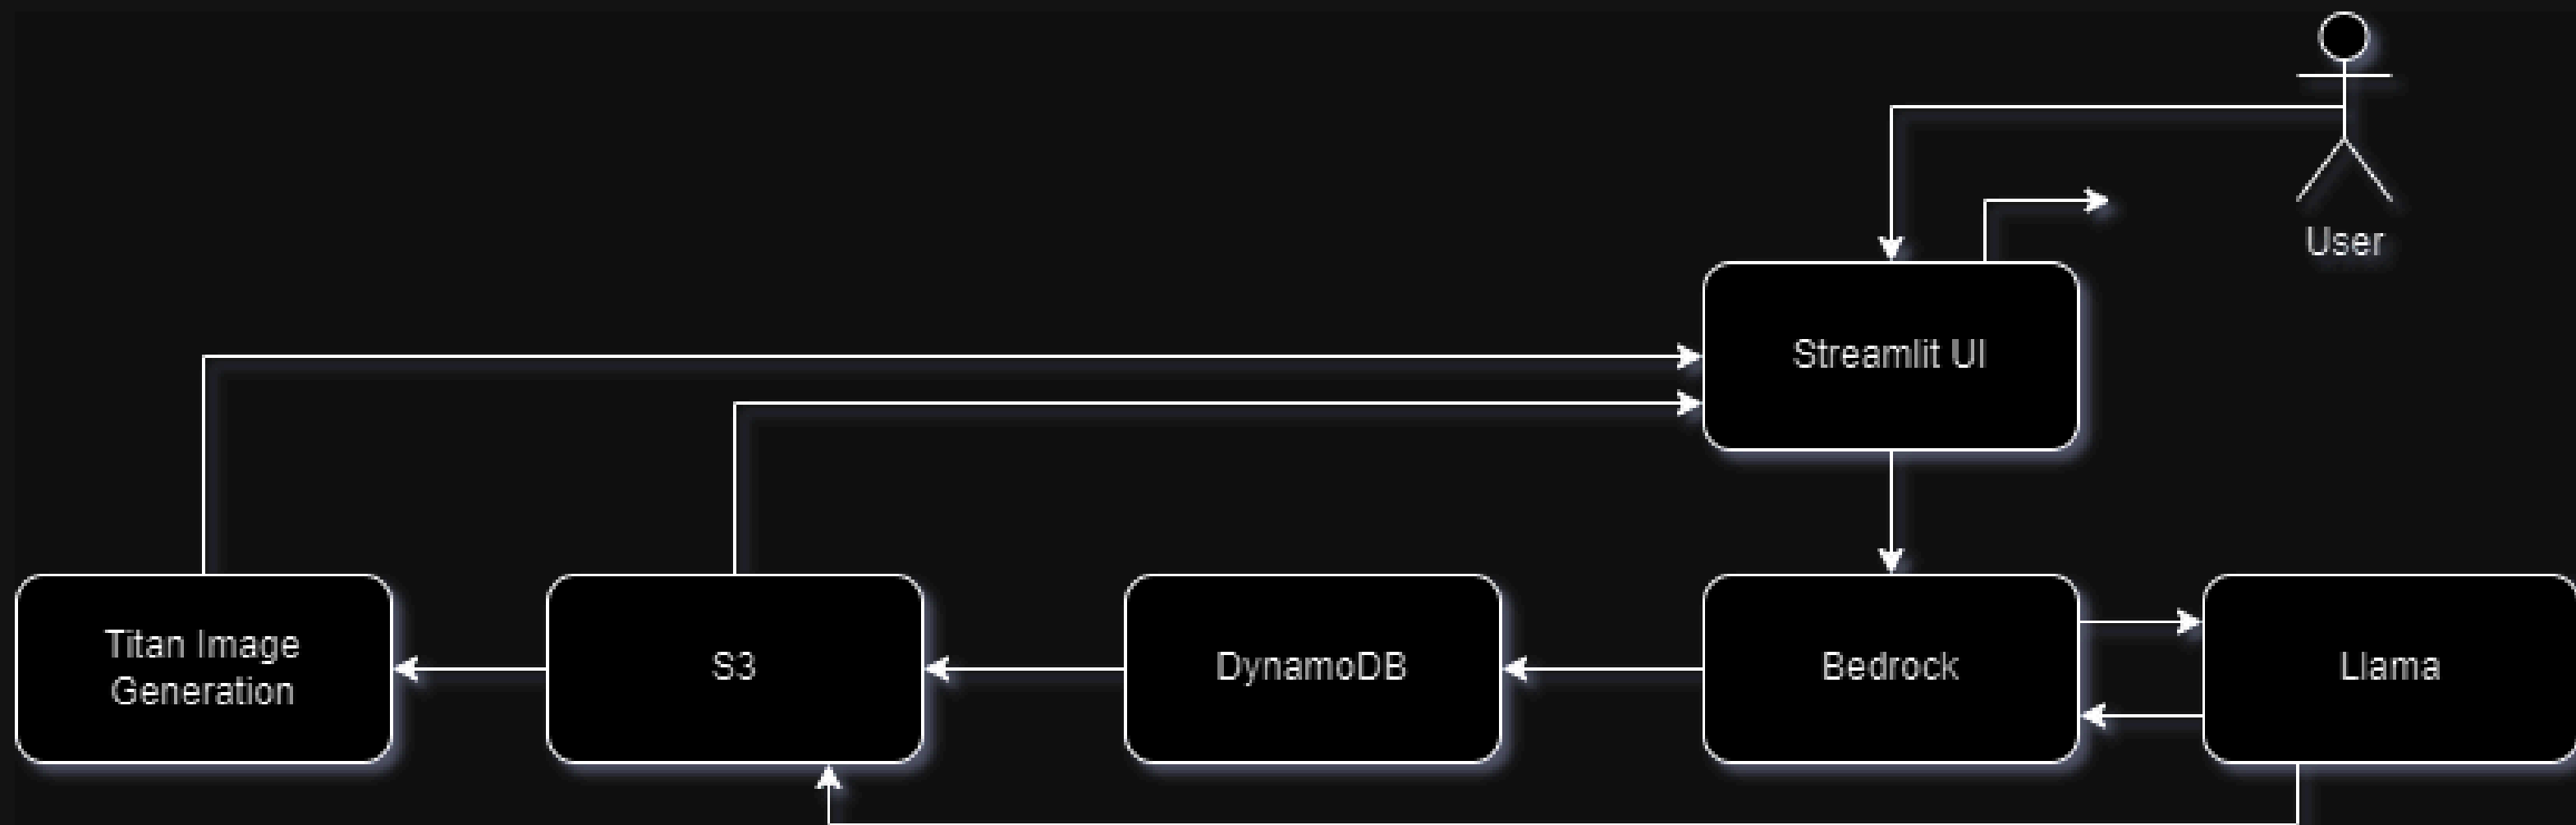 User
Streamlit UI
Titan Image
Generation
S3
DynamoDB
Bedrock
Llama